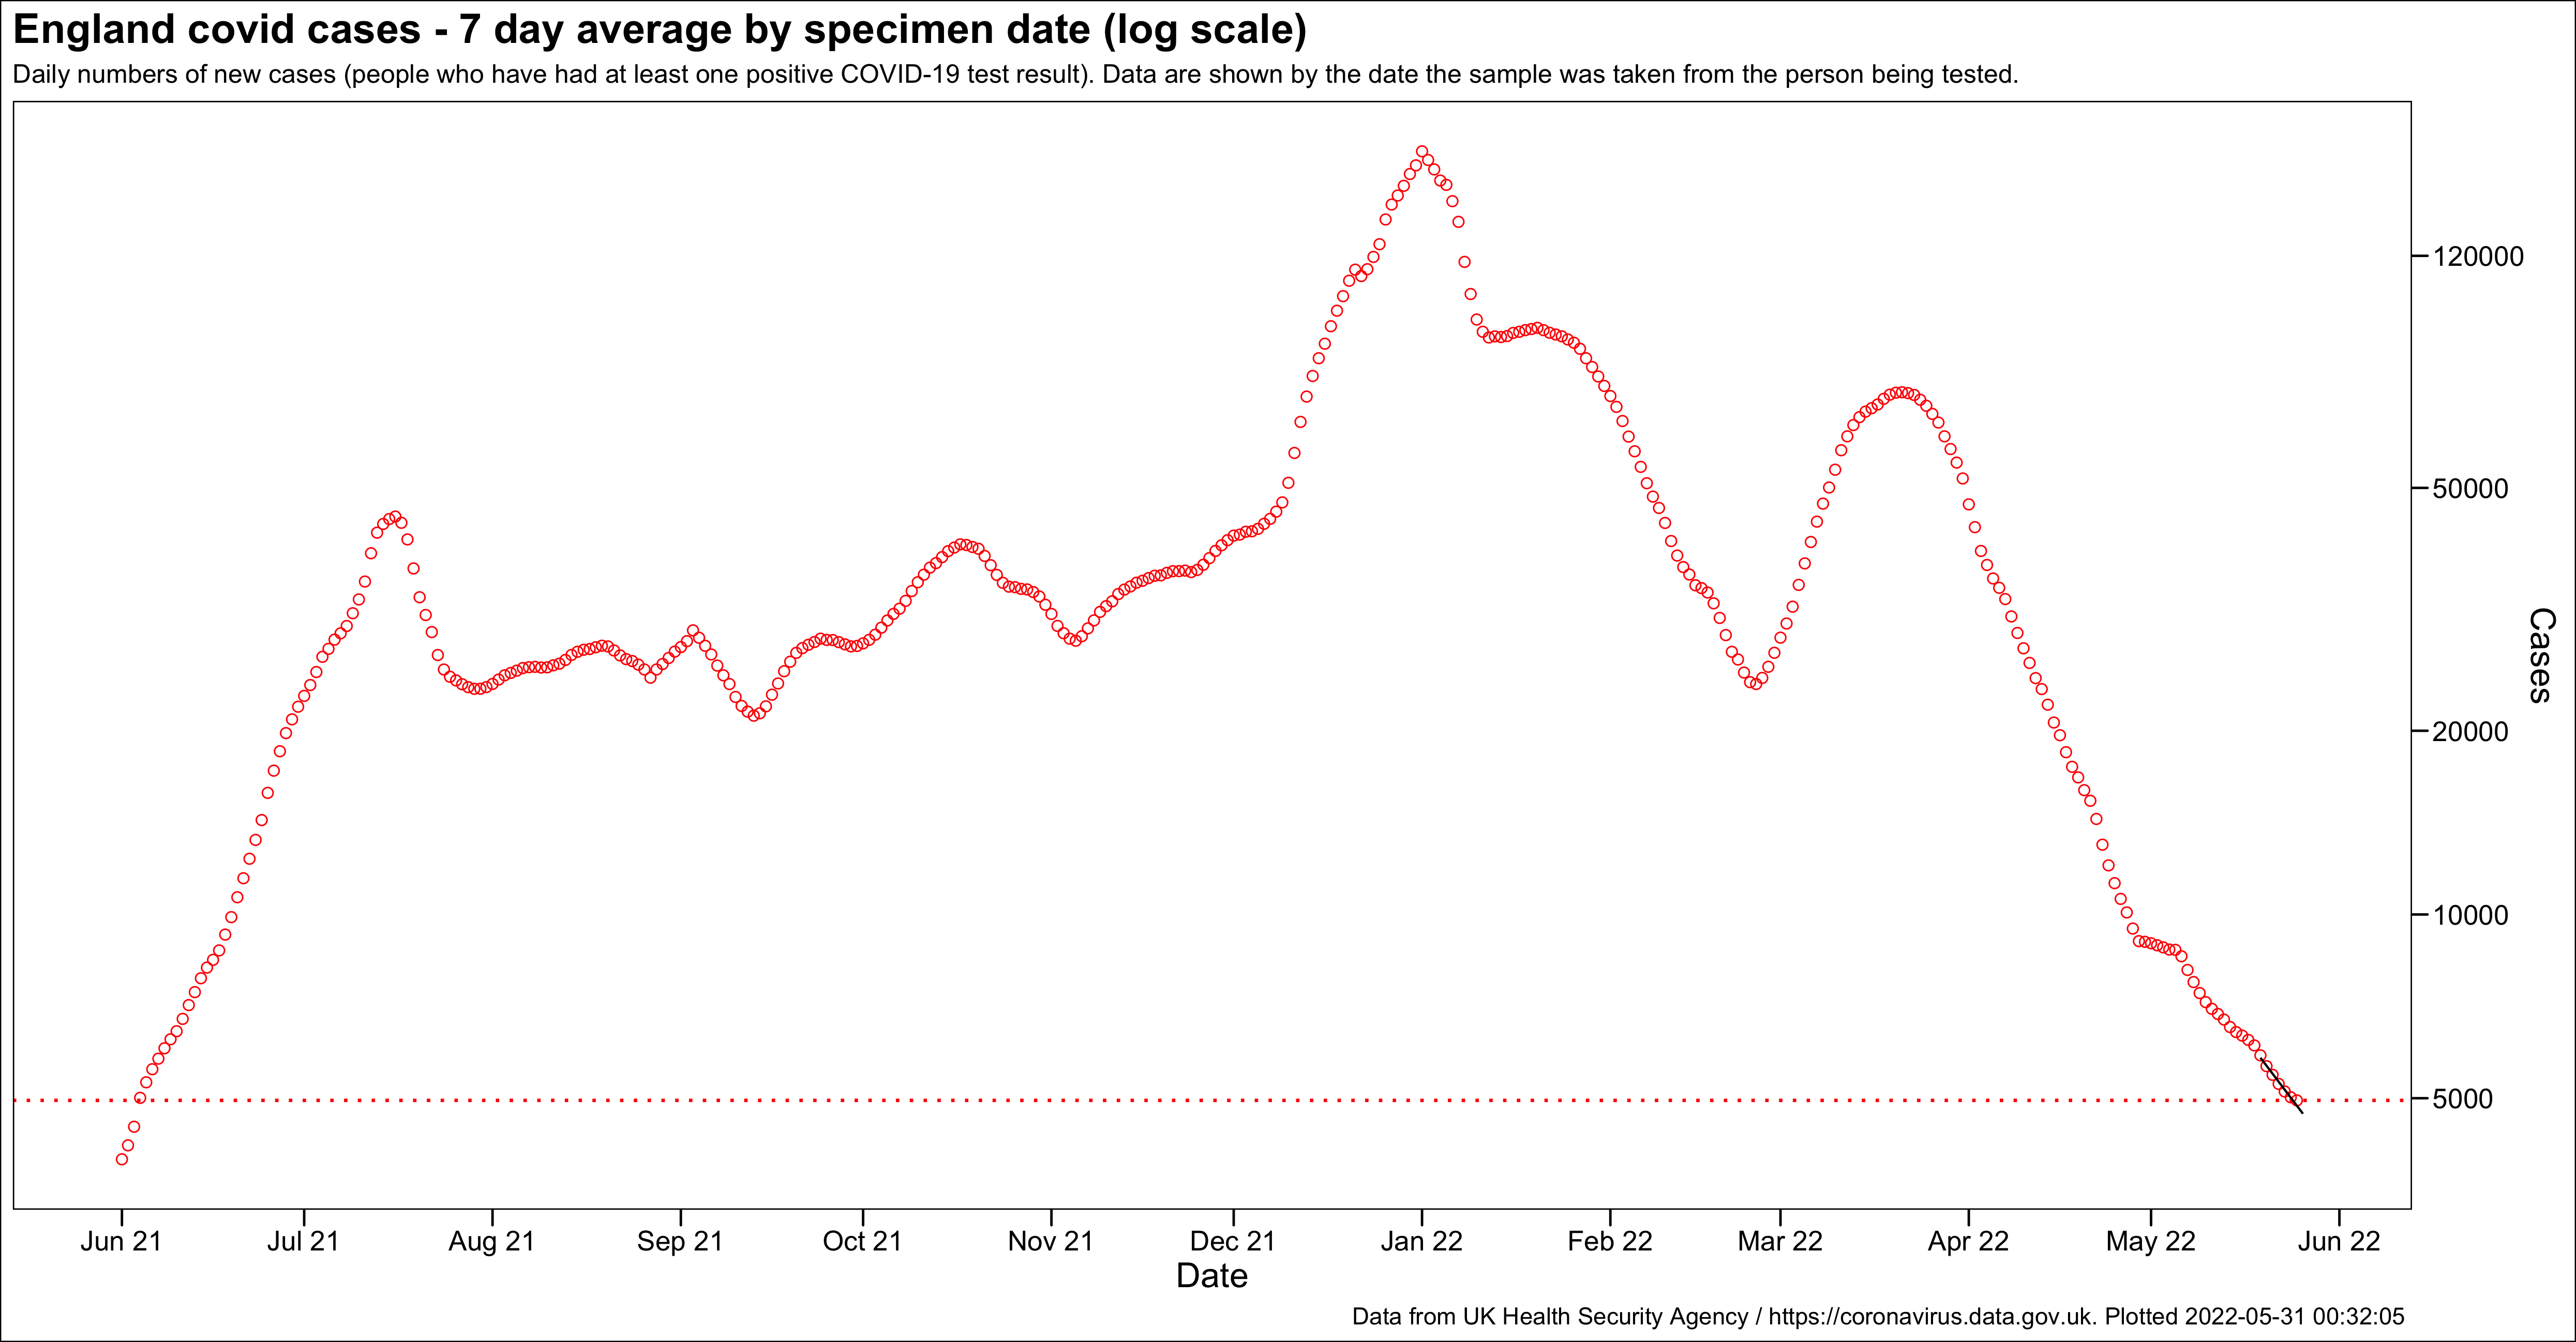 England covid cases - 7 day average by specimen date (log scale)
Daily numbers of new cases (people who have had at least one positive COVID-19 test result). Data are shown by the date the sample was taken from the person being tested.
120000
50000
20000
10000
5000
Cases
Jun 21
Jul 21
Aug 21
Sep 21
Oct 21
Nov 21
Dec 21
Jan 22
Feb 22
Mar 22
Apr 22
May 22
Jun 22
Date
Data from UK Health Security Agency / https://coronavirus.data.gov.uk. Plotted 2022-05-31 00:32:05